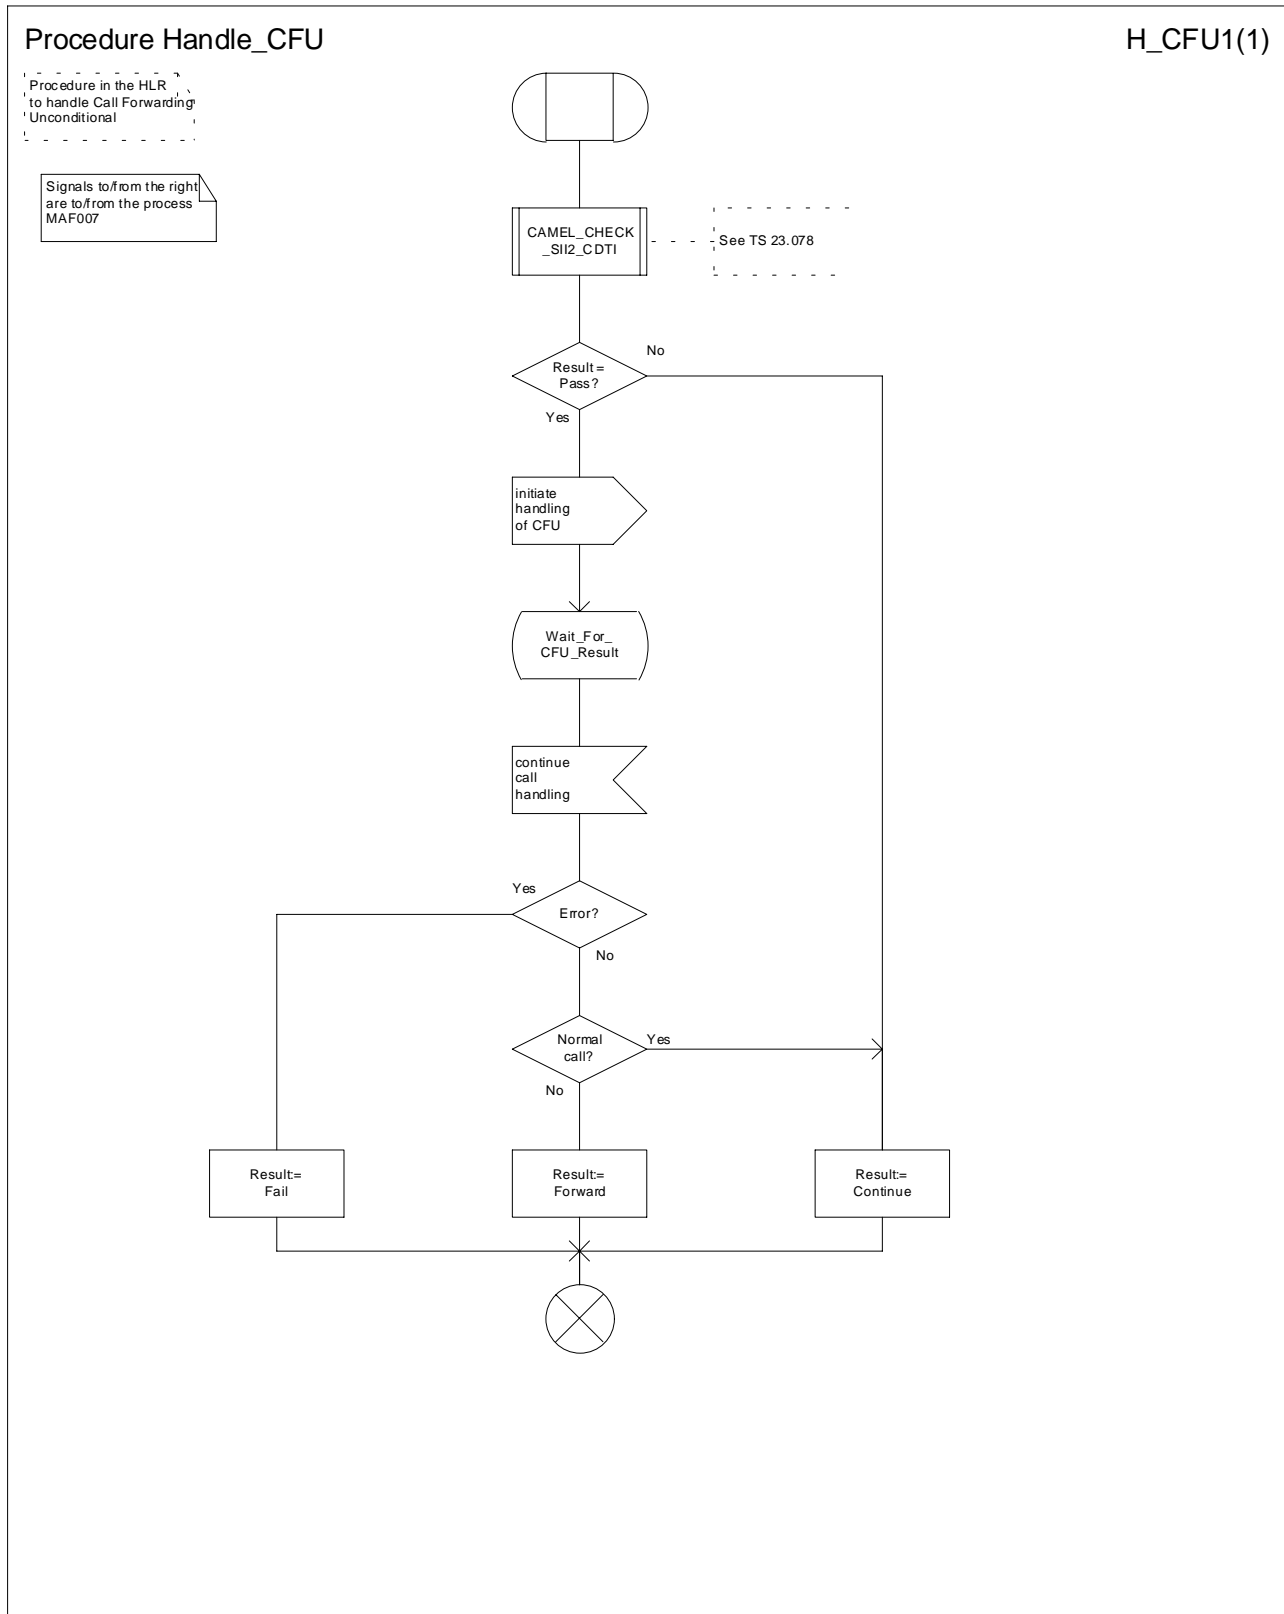 Procedure Handle_CFU
H_CFU1(1)
Procedure in the HLR
to handle Call Forwarding
Unconditional
Signals to/from the right
are to/from the process
MAF007
CAMEL_CHECK
_SII2_CDTI
See TS 23.078
Result =
Pass?
No
Yes
initiate
handling
of CFU
Wait_For_
CFU_Result
continue
call
handling
Yes
Error?
No
Normal
call?
Yes
No
Result:=
Fail
Result:=
Forward
Result:=
Continue